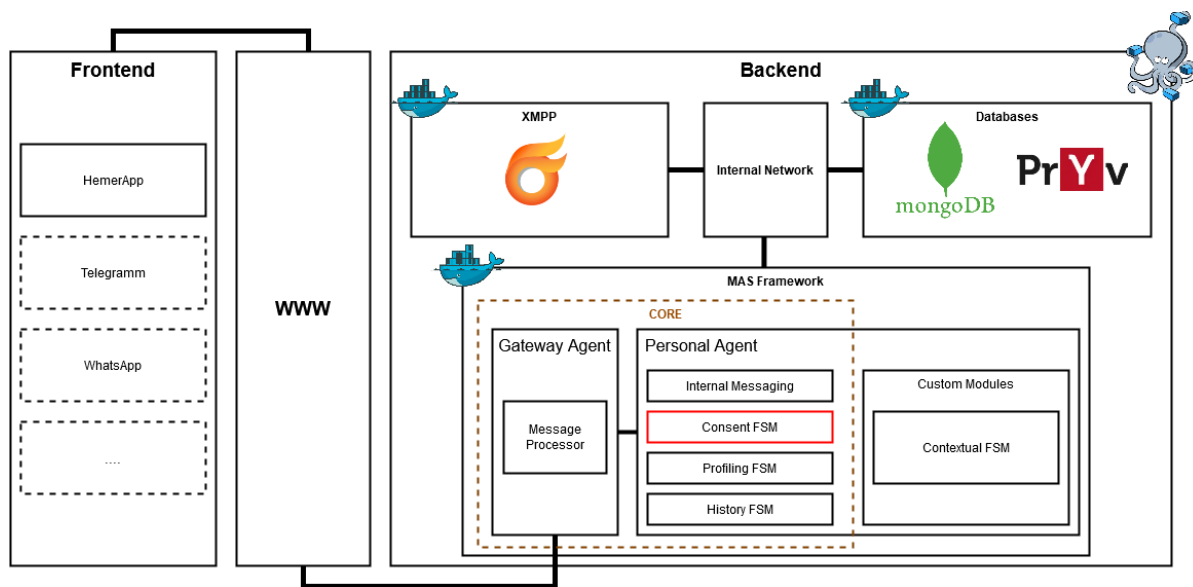 Frontend
HemerApp
Telegramm
WhatsApp
....
WWW
Backend
XMPP
Internal Network
Databases
mongoDB
PrYv
MAS Framework
CORE
Gateway Agent
Message
Processor
Personal Agent
Internal Messaging
Consent FSM
Profiling FSM
History FSM
Custom Modules
Contextual FSM